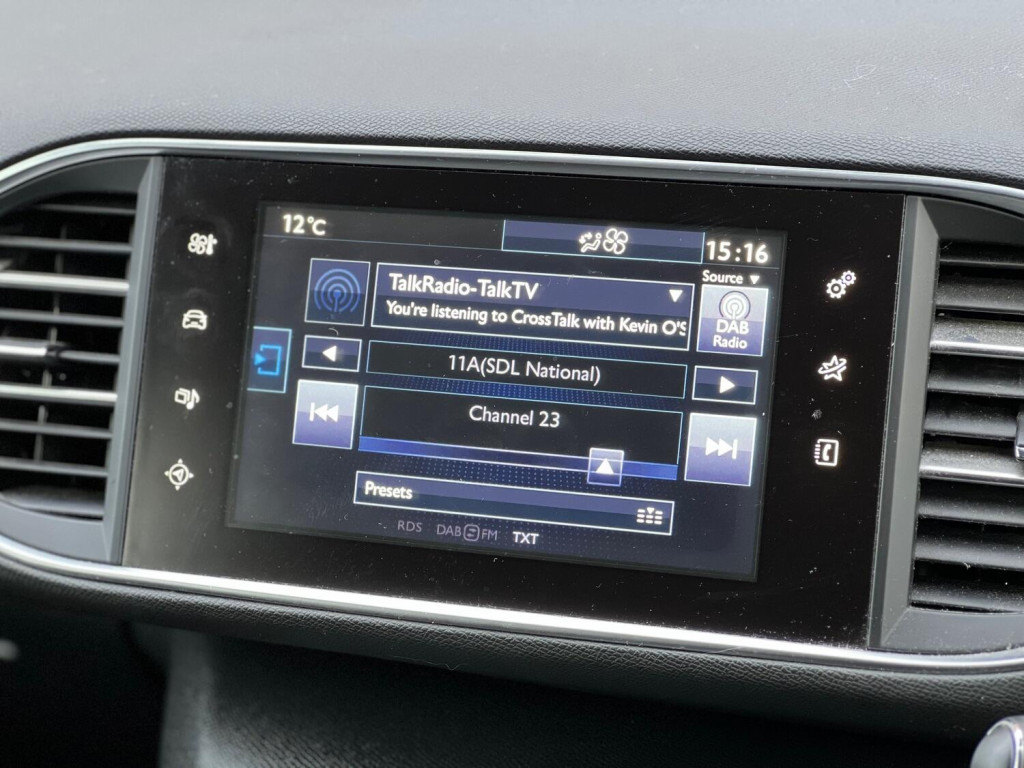 12°C
15:16
Source
TalkRadio-TalkTV
You're listening to CrossTalk with Kevin O'S
DAB
Radio
11A(SDL National)
Channel 23
Presets
RDS DAB FM TXT